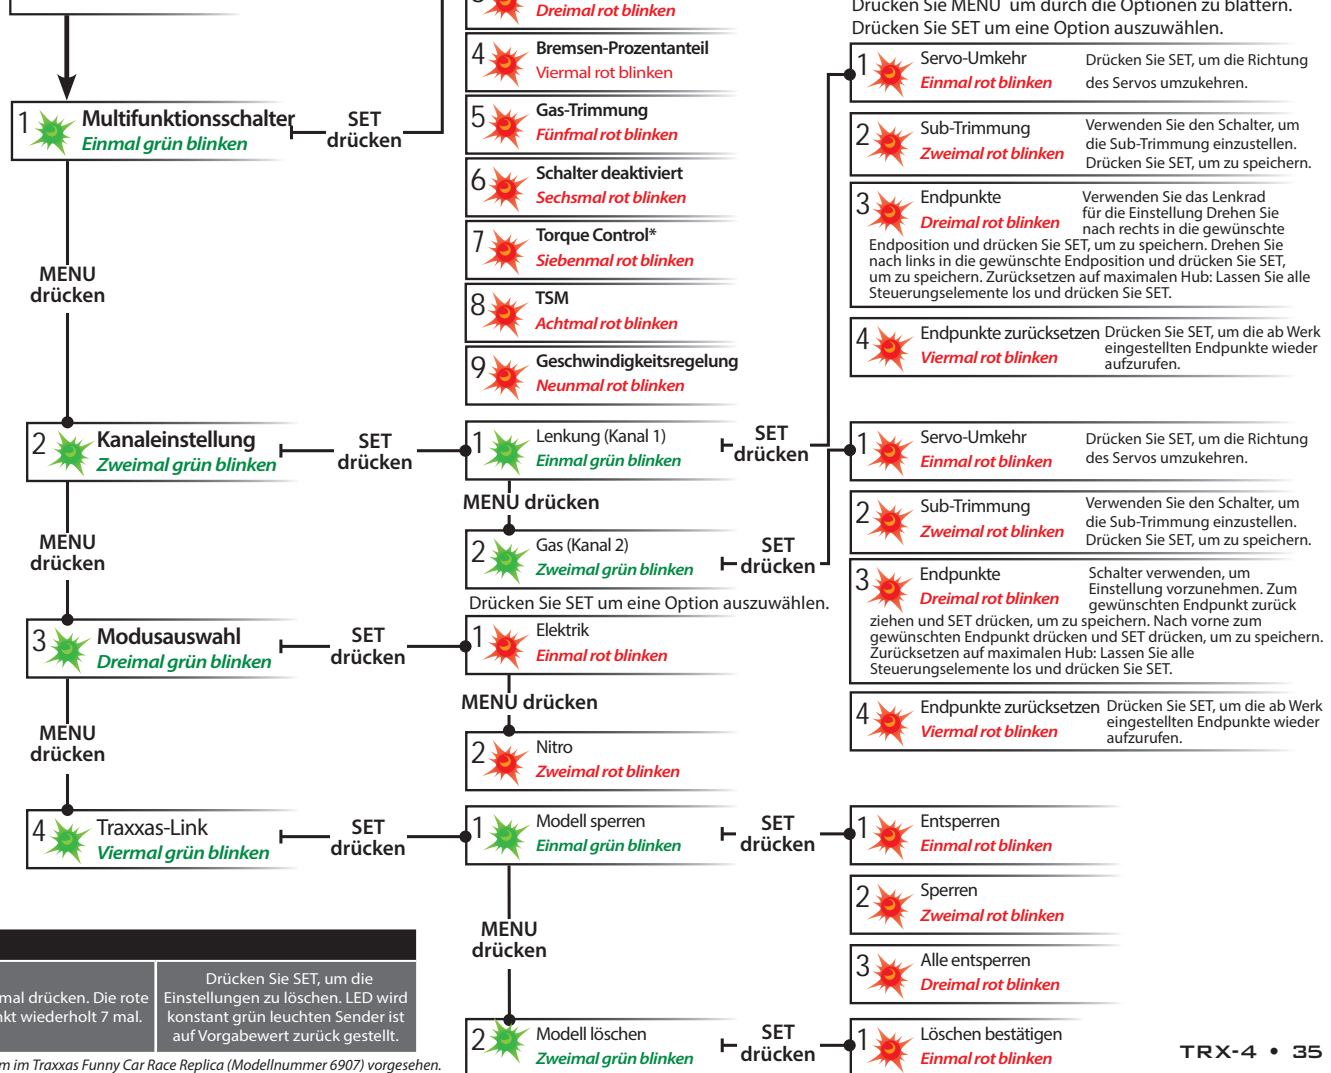 1
Multifunktionsschalter
Einmal grün blinken
SET
drücken
MENU
drücken
2
Kanaleinstellung
Zweimal grün blinken
SET
drücken
MENU
drücken
3
Modusauswahl
Dreimal grün blinken
SET
drücken
MENU
drücken
4
Traxxas-Link
Viermal grün blinken
SET
drücken
Dreimal rot blinken
4
Bremsen-Prozentanteil
Viermal rot blinken
5
Gas-Trimmung
Fünfmal rot blinken
6
Schalter deaktiviert
Sechsmal rot blinken
7
Torque Control*
Siebenmal rot blinken
8
TSM
Achtmal rot blinken
9
Geschwindigkeitsregelung
Neunmal rot blinken
1
Lenkung (Kanal 1)
Einmal grün blinken
SET
drücken
MENU drücken
2
Gas (Kanal 2)
Zweimal grün blinken
SET
drücken
Drücken Sie SET um eine Option auszuwählen.
1
Elektrik
Einmal rot blinken
MENU drücken
2
Nitro
Zweimal rot blinken
1
Modell sperren
Einmal grün blinken
SET
drücken
MENU
drücken
2
Modell löschen
Zweimal grün blinken
SET
drücken
Drücken Sie MENU um durch die Optionen zu blättern.
Drücken Sie SET um eine Option auszuwählen.
1
Servo-Umkehr
Einmal rot blinken
Drücken Sie SET, um die Richtung
des Servos umzukehren.
2
Sub-Trimmung
Zweimal rot blinken
Verwenden Sie den Schalter, um
die Sub-Trimmung einzustellen.
Drücken Sie SET, um zu speichern.
3
Endpunkte
Dreimal rot blinken
Verwenden Sie das Lenkrad
für die Einstellung Drehen Sie
nach rechts in die gewünschte
Endposition und drücken Sie SET, um zu speichern. Drehen Sie
nach links in die gewünschte Endposition und drücken Sie SET,
um zu speichern. Zurücksetzen auf maximalen Hub: Lassen Sie alle
Steuerungselemente los und drücken Sie SET.
4
Endpunkte zurücksetzen
Viermal rot blinken
Drücken Sie SET, um die ab Werk
eingestellten Endpunkte wieder
aufzurufen.
1
Servo-Umkehr
Einmal rot blinken
Drücken Sie SET, um die Richtung
des Servos umzukehren.
2
Sub-Trimmung
Zweimal rot blinken
Verwenden Sie den Schalter, um
die Sub-Trimmung einzustellen.
Drücken Sie SET, um zu speichern.
3
Endpunkte
Dreimal rot blinken
Schalter verwenden, um
Einstellung vorzunehmen. Zum
gewünschten Endpunkt zurück
ziehen und SET drücken, um zu speichern. Nach vorne zum
gewünschten Endpunkt drücken und SET drücken, um zu speichern.
Zurücksetzen auf maximalen Hub: Lassen Sie alle
Steuerungselemente los und drücken Sie SET.
4
Endpunkte zurücksetzen
Viermal rot blinken
Drücken Sie SET, um die ab Werk
eingestellten Endpunkte wieder
aufzurufen.
1
Entsperren
Einmal rot blinken
2
Sperren
Zweimal rot blinken
3
Alle entsperren
Dreimal rot blinken
1
Löschen bestätigen
Einmal rot blinken
mal drücken. Die rote
wiederholt 7 mal.
Drücken Sie SET, um die
Einstellungen zu löschen. LED wird
konstant grün leuchten Sender ist
auf Vorgabewert zurück gestellt.
im Traxxas Funny Car Race Replica (Modellnummer 6907) vorgesehen.
TRX-4 • 35